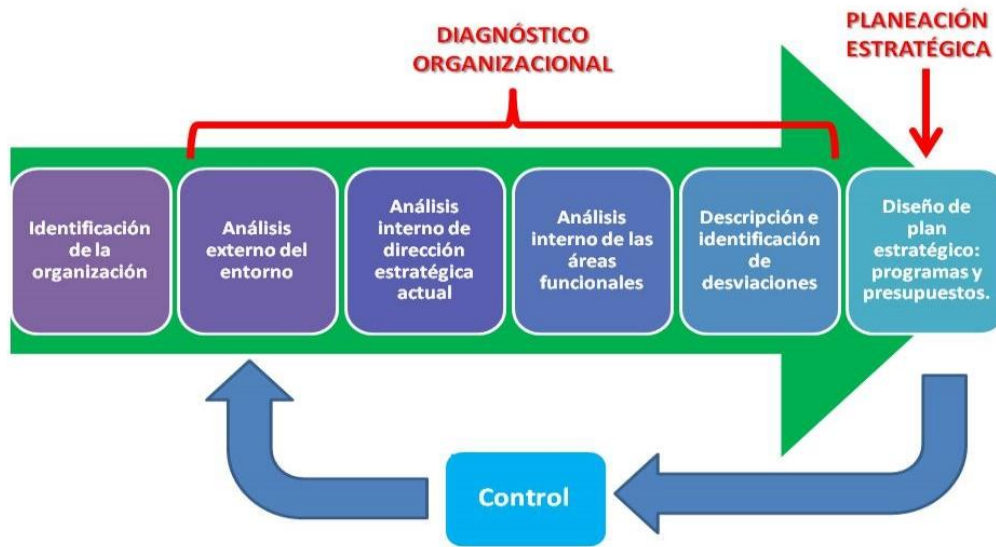 DIAGNÓSTICO
ORGANIZACIONAL
PLANEACIÓN
ESTRATÉGICA
Identificación
de la
organización
Análisis
externo del
entorno
Análisis
interno de
dirección
estratégica
actual
Análisis
interno de las
áreas
funcionales
Descripción e
identificación
de
desviaciones
Diseño de
plan
estratégico:
programas y
presupuestos.
Control